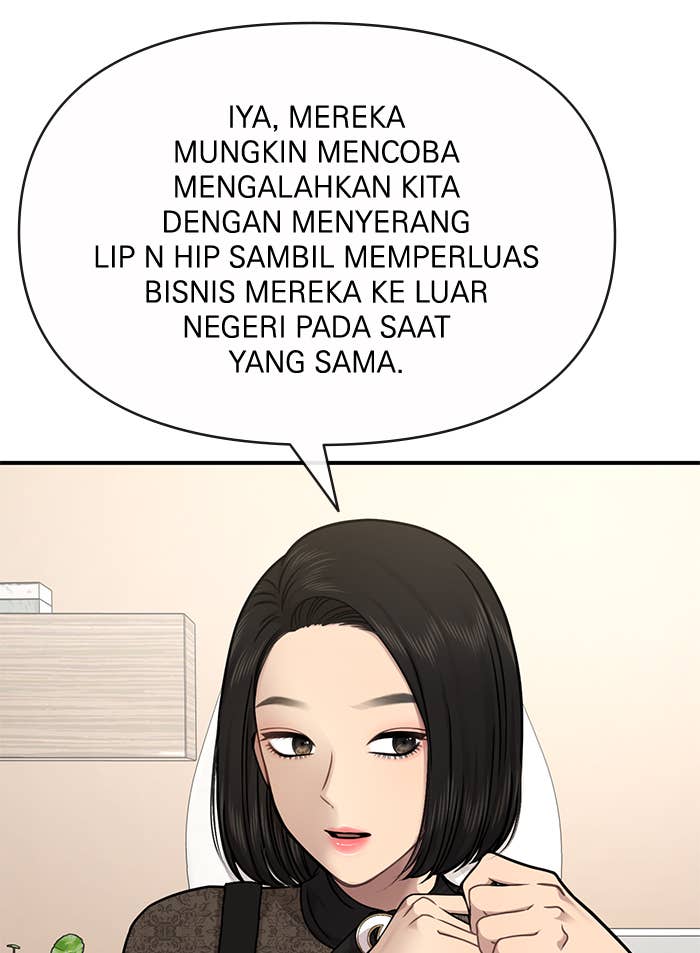 IYA, MEREKA
MUNGKIN MENCOBA
MENGALAHKAN KITA
DENGAN MENYERANG
LIP N HIP SAMBIL MEMPERLUAS
BISNIS MEREKA KE LUAR
NEGERI PADA SAAT
YANG SAMA.